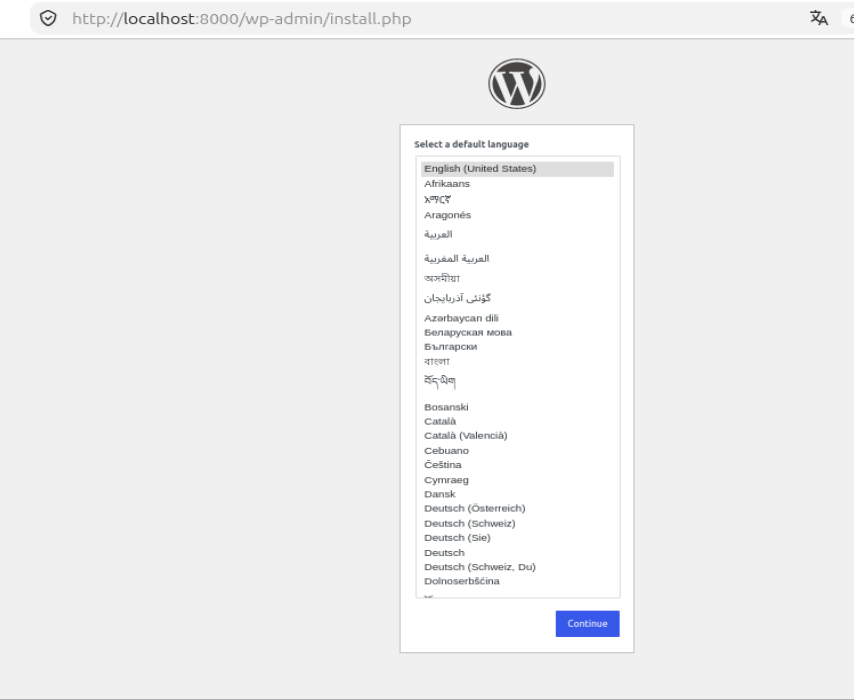 http://localhost:8000/wp-admin/install.php
Select a default language
English (United States)
Afrikaans
አማርኛ
Aragonés
العربية
العربية المغربية
অসমীয়া
گؤنئی آذربایجان
Azərbaycan dili
Беларуская мова
Български
বাংলা
བོད་ཡིག
Bosanski
Català
Català (Valencià)
Cebuano
Čeština
Cymraeg
Dansk
Deutsch (Österreich)
Deutsch (Schweiz)
Deutsch (Sie)
Deutsch
Deutsch (Schweiz, Du)
Dolnoserbšćina
Continue